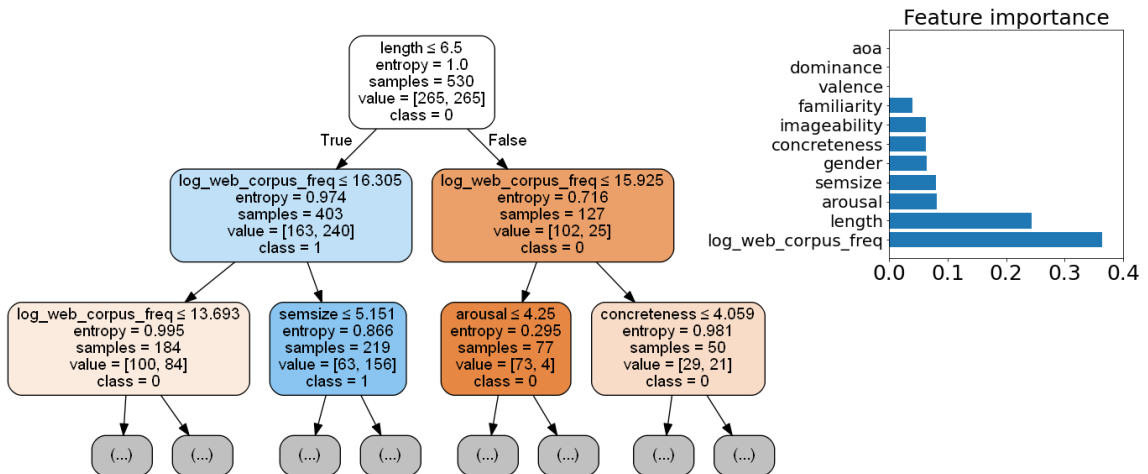 length ≤ 6.5
entropy = 1.0
samples = 530
value = [265, 265]
class = 0
True
False
log_web_corpus_freq ≤ 16.305
entropy = 0.974
samples = 403
value = [163, 240]
class = 1
log_web_corpus_freq ≤ 15.925
entropy = 0.716
samples = 127
value = [102, 25]
class = 0
log_web_corpus_freq ≤ 13.693
entropy = 0.995
samples = 184
value = [100, 84]
class = 0
semsize ≤ 5.151
entropy = 0.866
samples = 219
value = [63, 156]
class = 1
arousal ≤ 4.25
entropy = 0.295
samples = 77
value = [73, 4]
class = 0
concreteness ≤ 4.059
entropy = 0.981
samples = 50
value = [29, 21]
class = 0
(...)
(...)
(...)
(...)
(...)
(...)
(...)
(...)
Feature importance
aoa
dominance
valence
familiarity
imageability
concreteness
gender
semsize
arousal
length
log_web_corpus_freq
0.0 0.1 0.2 0.3 0.4